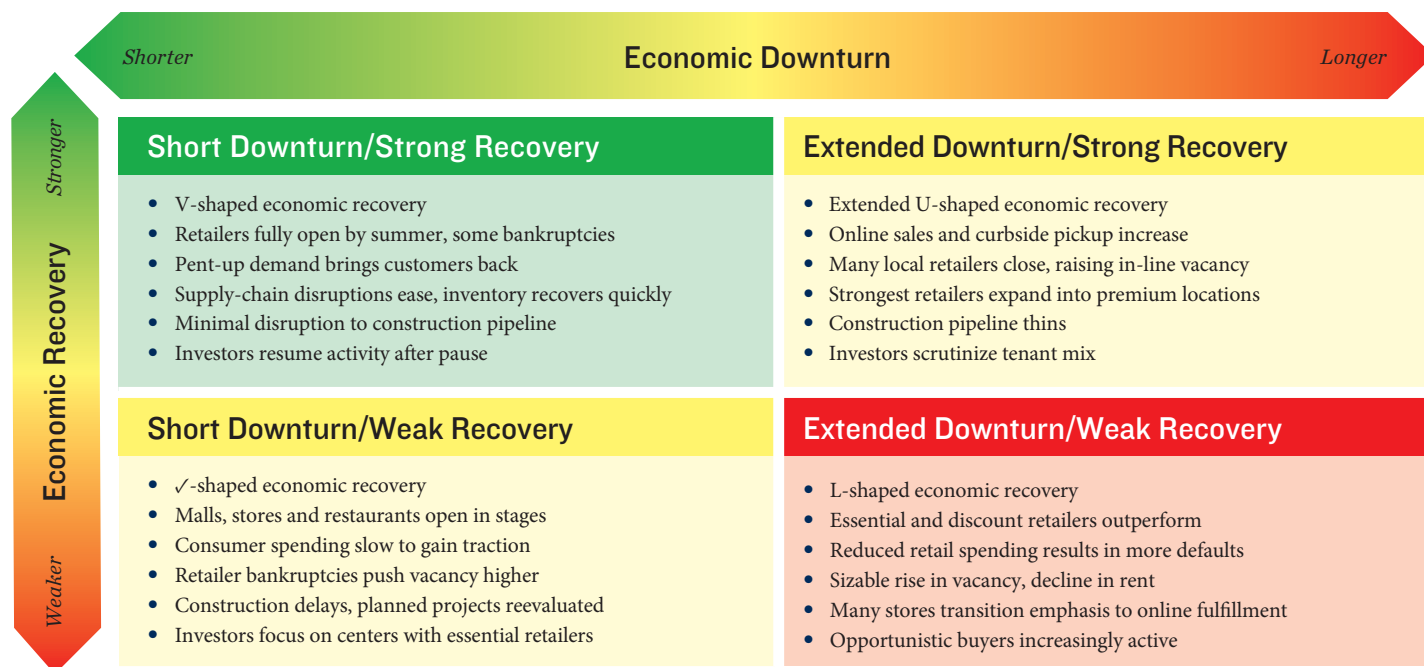 Shorter
Economic Downturn
Longer
Stronger
Economic Recovery
Weaker
Short Downturn/Strong Recovery
• V-shaped economic recovery
• Retailers fully open by summer, some bankruptcies
• Pent-up demand brings customers back
• Supply-chain disruptions ease, inventory recovers quickly
• Minimal disruption to construction pipeline
• Investors resume activity after pause
Extended Downturn/Strong Recovery
• Extended U-shaped economic recovery
• Online sales and curbside pickup increase
• Many local retailers close, raising in-line vacancy
• Strongest retailers expand into premium locations
• Construction pipeline thins
• Investors scrutinize tenant mix
Short Downturn/Weak Recovery
• ✓-shaped economic recovery
• Malls, stores and restaurants open in stages
• Consumer spending slow to gain traction
• Retailer bankruptcies push vacancy higher
• Construction delays, planned projects reevaluated
• Investors focus on centers with essential retailers
Extended Downturn/Weak Recovery
• L-shaped economic recovery
• Essential and discount retailers outperform
• Reduced retail spending results in more defaults
• Sizable rise in vacancy, decline in rent
• Many stores transition emphasis to online fulfillment
• Opportunistic buyers increasingly active